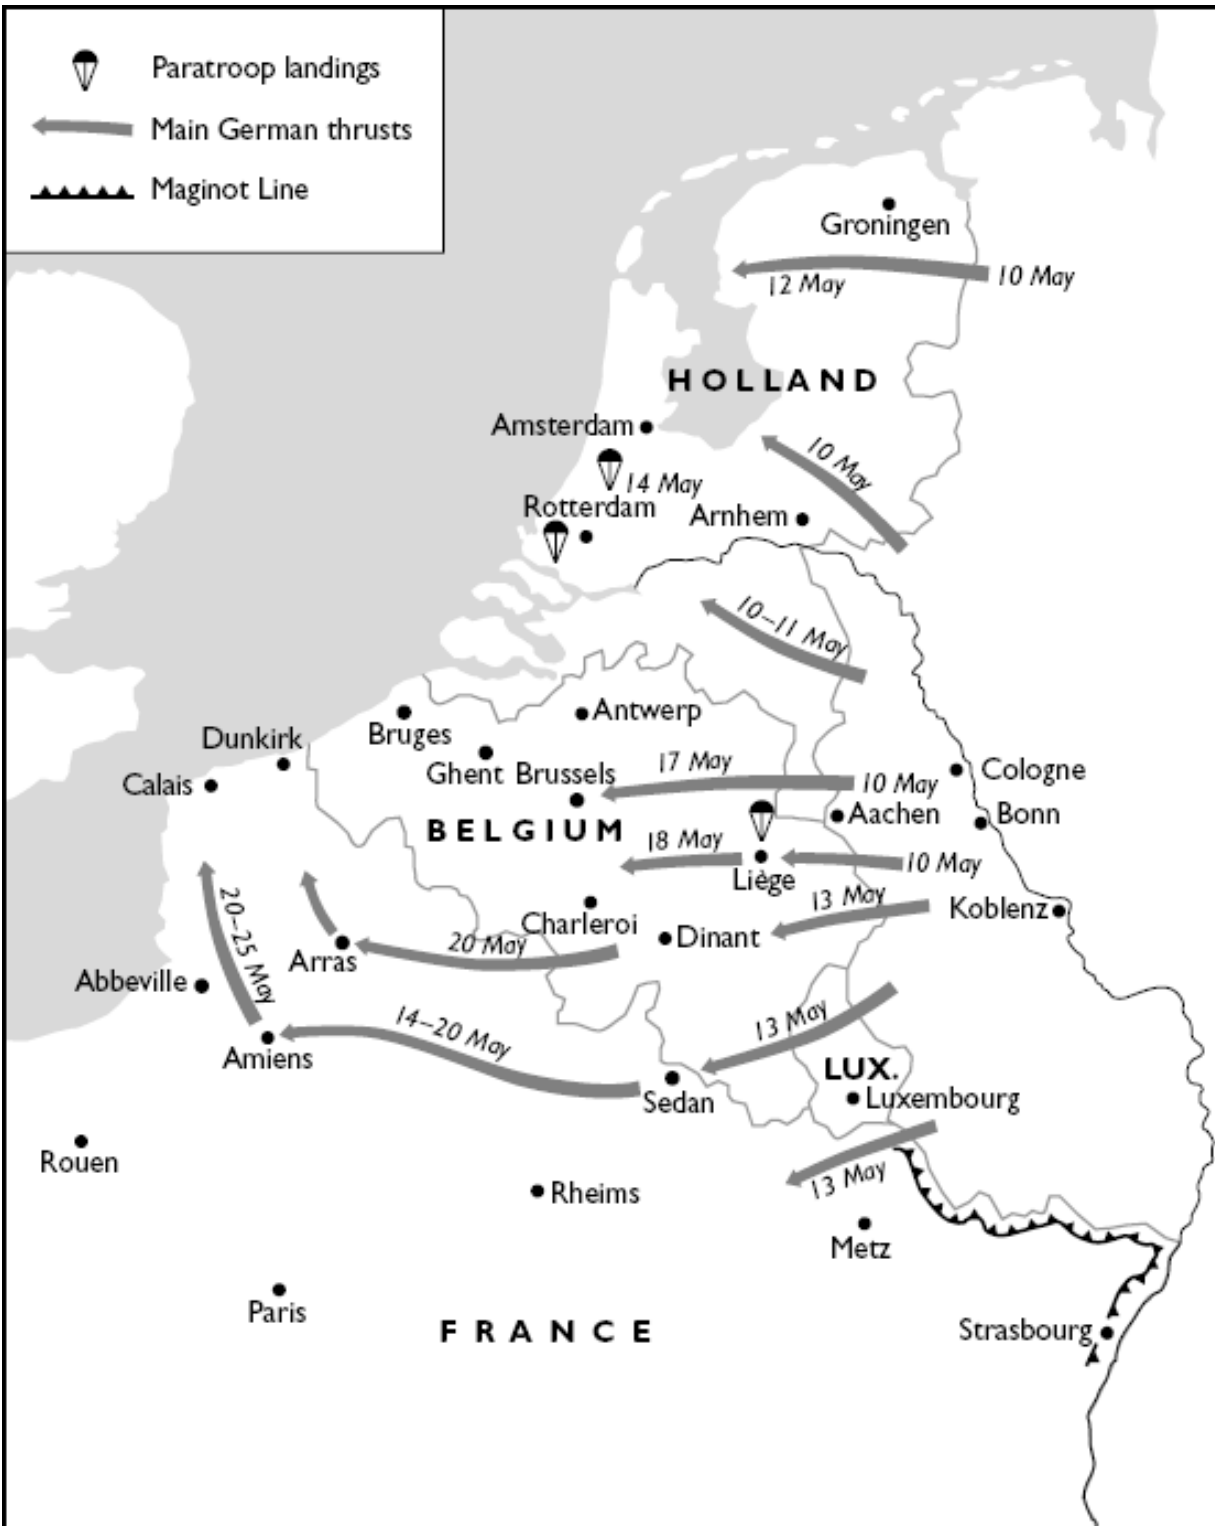 Paratroop landings
Main German thrusts
Maginot Line
Groningen
10 May
12 May
HOLLAND
Amsterdam
10 May
14 May
Rotterdam
Arnhem
10–11 May
Antwerp
Bruges
Dunkirk
Ghent Brussels
17 May
10 May
Cologne
Calais
Aachen
Bonn
BELGIUM
18 May
10 May
Liège
13 May
Koblenz
20–25 May
Charleroi
Dinant
20 May
Arras
Abbeville
14–20 May
13 May
Amiens
LUX.
Sedan
Luxembourg
Rouen
13 May
Rheims
Metz
Paris
FRANCE
Strasbourg